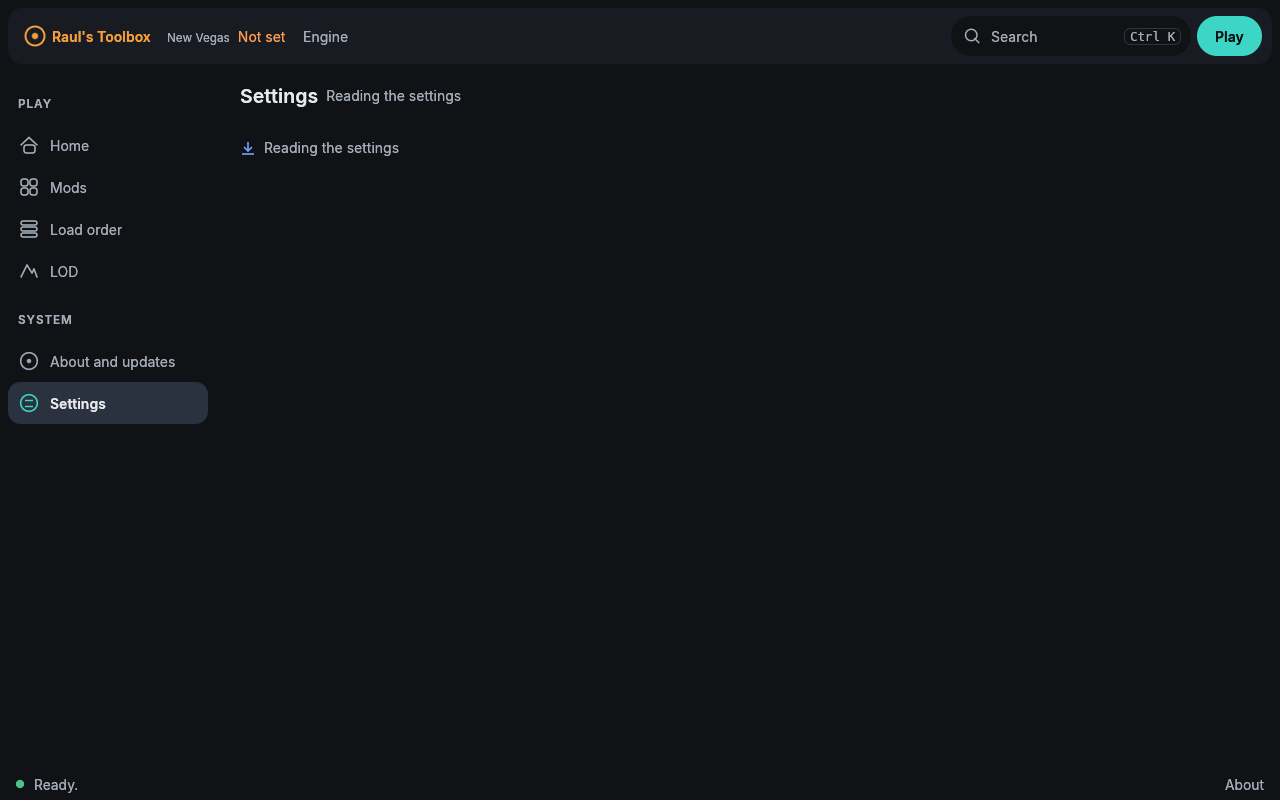 Raul's Toolbox New Vegas Not set Engine Search Ctrl K Play
PLAY
Home
Mods
Load order
LOD
SYSTEM
About and updates
Settings
Settings Reading the settings
Reading the settings
Ready. About